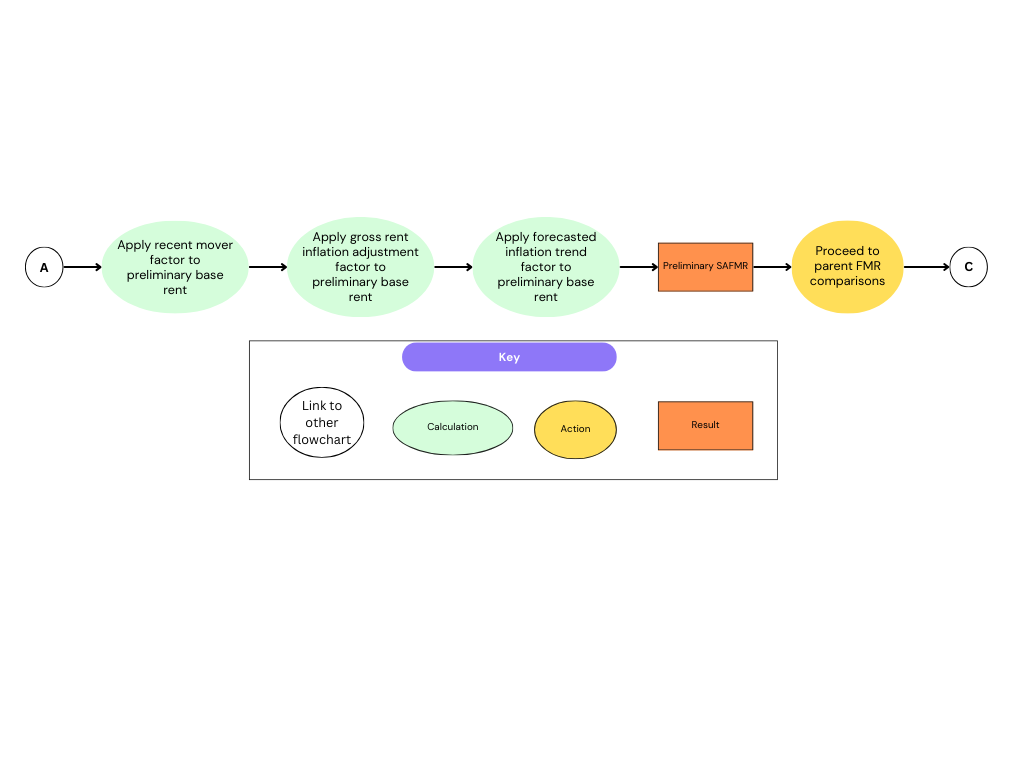 A
Apply recent mover
factor to
preliminary base
rent
Apply gross rent
inflation adjustment
factor to
preliminary base
rent
Apply forecasted
inflation trend
factor to
preliminary base
rent
Preliminary SAFMR
Proceed to
parent FMR
comparisons
C
Key
Link to
other
flowchart
Calculation
Action
Result